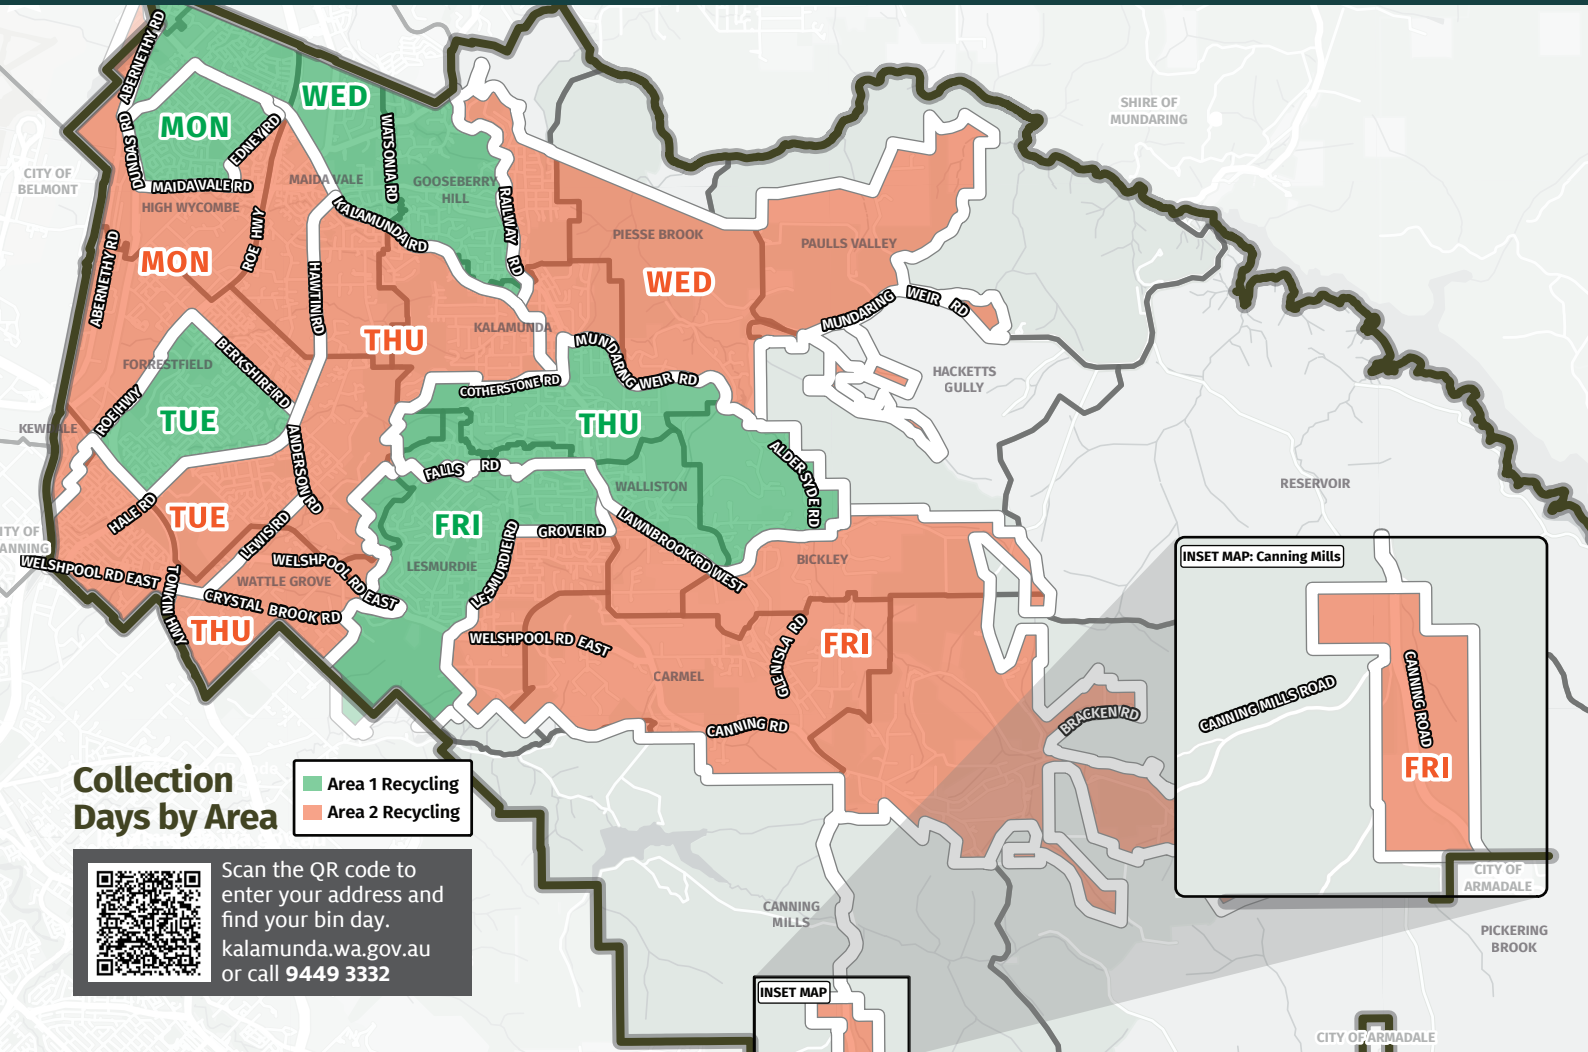 ABERNETHY RD
WED
MON
EDNEY RD
DUNDAS RD
MAIDA VALE RD
HIGH WYCOMBE
MAIDA VALE
WATSONIA RD
GOOSEBERRY
HILL
RAILWAY RD
KALAMUNDA RD
SHIRE OF
MUNDARING
CITY OF
BELMONT
MON
ROE HWY
ABERNETHY RD
HAWTIN RD
PIESSE BROOK
WED
PAULLS VALLEY
MUNDARING WEIR RD
THU
KALAMUNDA
FORRESTFIELD
BERKSHIRE RD
ROE HWY
TUE
KEWDALE
COTHERSTONE RD
MUNDARING WEIR RD
HACKETTS
GULLY
THU
ANDERSON RD
FALLS RD
ALDERSYDE RD
WALLISTON
RESERVOIR
HALE RD
TUE
LEWIS RD
FRI
GROVE RD
LAWNBROOK RD WEST
LESMURDIE RD
LESMURDIE
BICKLEY
ITY OF
ANNING
WELSHPOOL RD EAST
TONKIN HWY
WELSHPOOL RD EAST
WATTLE GROVE
CRYSTAL BROOK RD
THU
WELSHPOOL RD EAST
GLENISLA RD
FRI
CARMEL
CANNING RD
BRACKEN RD
INSET MAP: Canning Mills
CANNING MILLS ROAD
CANNING ROAD
FRI
CITY OF
ARMADALE
PICKERING
BROOK
Collection
Days by Area
Area 1 Recycling
Area 2 Recycling
Scan the QR code to
enter your address and
find your bin day.
kalamunda.wa.gov.au
or call 9449 3332
CANNING
MILLS
INSET MAP
CITY OF ARMADALE